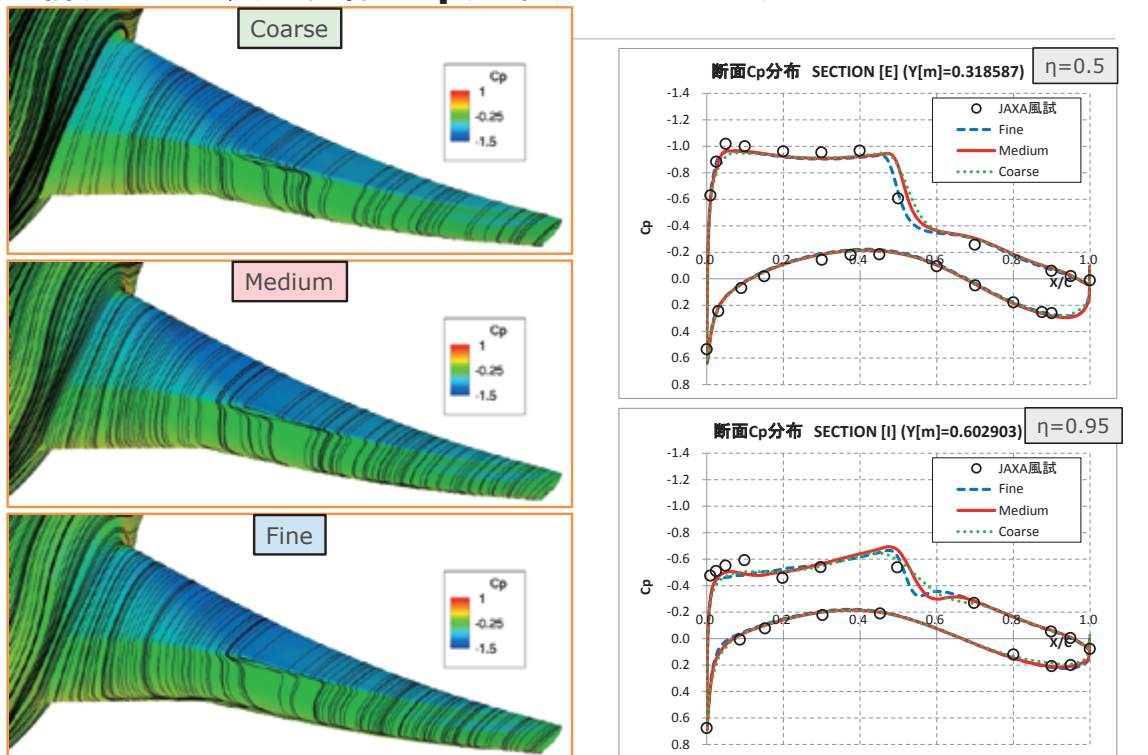 Coarse
Cp
1
-0.25
-1.5
Medium
Cp
1
-0.25
-1.5
Fine
Cp
1
-0.25
-1.5
断面Cp分布 SECTION [E] (Y[m]=0.318587)
η=0.5
-1.4
-1.2
-1.0
-0.8
-0.6
-0.4
-0.2
0.0
0.2
0.4
0.6
0.8
Cp
0.0 0.2 0.4 0.6 0.8 1.0
X/C
JAXA風試
Fine
Medium
Coarse
断面Cp分布 SECTION [I] (Y[m]=0.602903)
η=0.95
-1.4
-1.2
-1.0
-0.8
-0.6
-0.4
-0.2
0.0
0.2
0.4
0.6
0.8
Cp
0.0 0.2 0.4 0.6 0.8 1.0
X/C
JAXA風試
Fine
Medium
Coarse